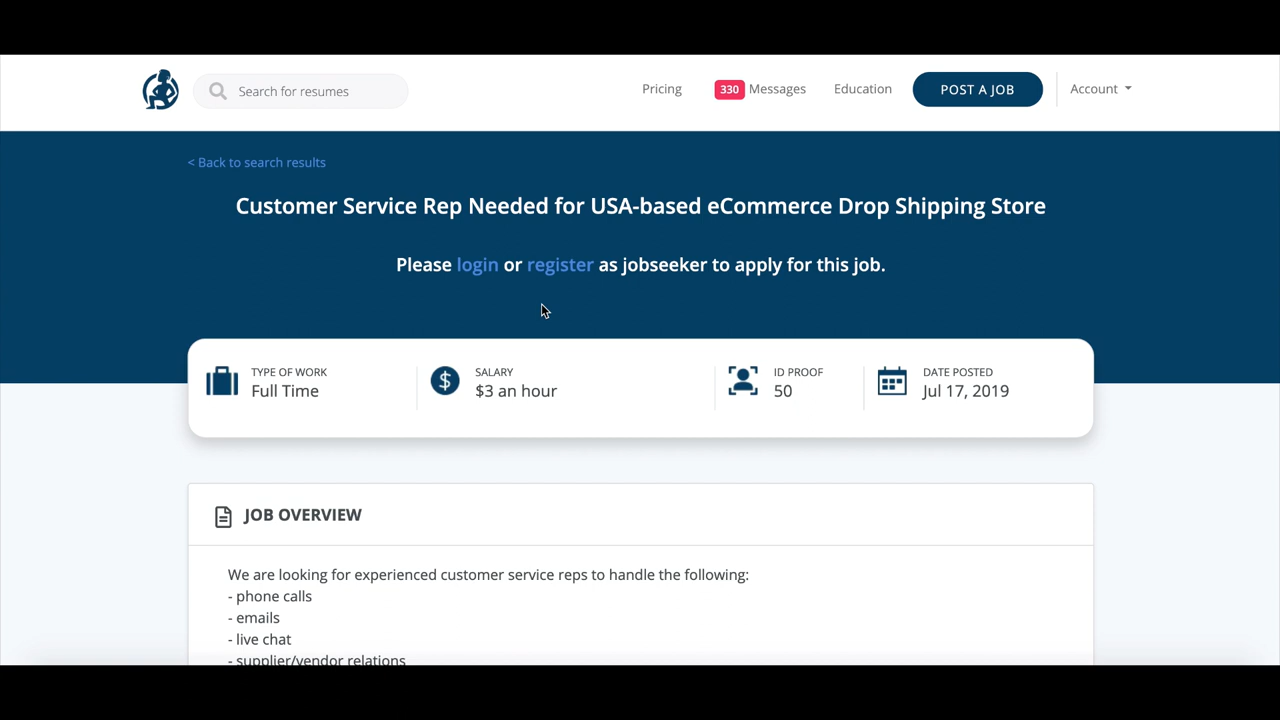 Search for resumes
Pricing
330 Messages
Education
POST A JOB
Account
< Back to search results
Customer Service Rep Needed for USA-based eCommerce Drop Shipping Store
Please login or register as jobseeker to apply for this job.
TYPE OF WORK
Full Time
SALARY
$3 an hour
ID PROOF
50
DATE POSTED
Jul 17, 2019
JOB OVERVIEW
We are looking for experienced customer service reps to handle the following:
- phone calls
- emails
- live chat
- supplier/vendor relations